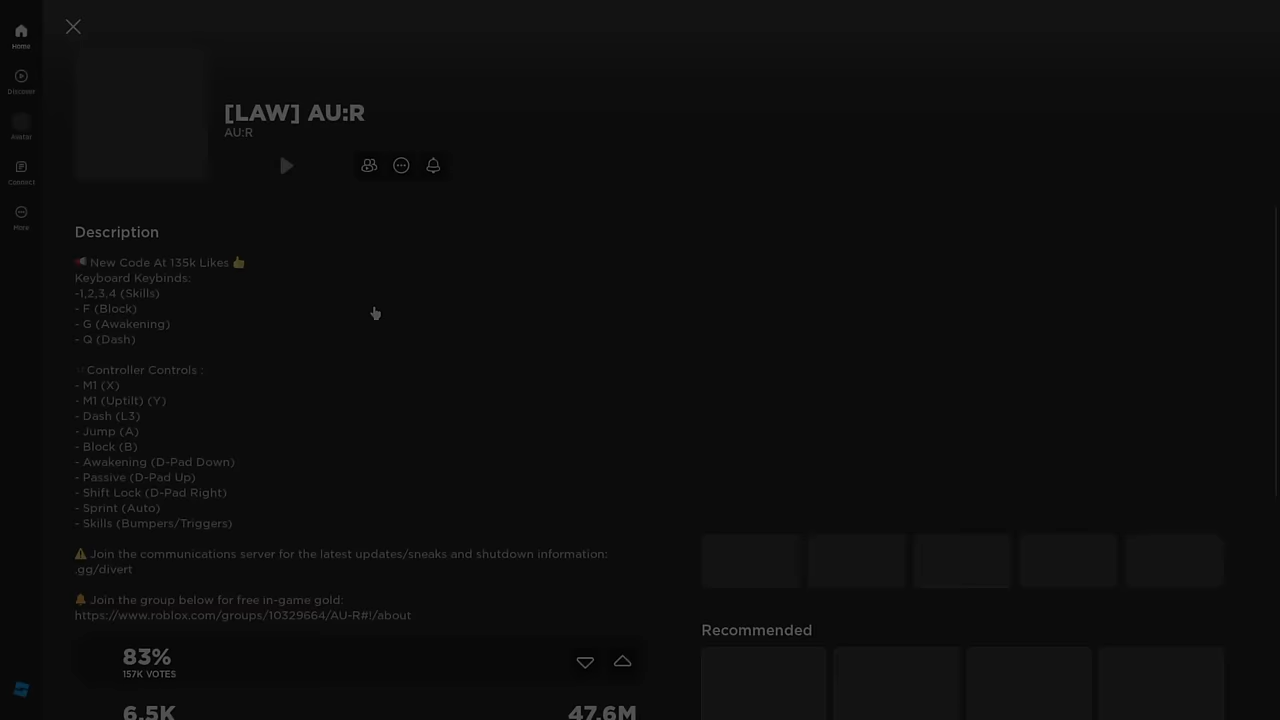 Home
Discover
Avatar
Connect
More
[LAW] AU:R
AU:R
Description
📢 New Code At 135k Likes 👍
Keyboard Keybinds:
-1,2,3,4 (Skills)
- F (Block)
- G (Awakening)
- Q (Dash)
Controller Controls :
- M1 (X)
- M1 (Uptilt) (Y)
- Dash (L3)
- Jump (A)
- Block (B)
- Awakening (D-Pad Down)
- Passive (D-Pad Up)
- Shift Lock (D-Pad Right)
- Sprint (Auto)
- Skills (Bumpers/Triggers)
⚠️ Join the communications server for the latest updates/sneaks and shutdown information:
.gg/divert
🔔 Join the group below for free in-game gold:
https://www.roblox.com/groups/10329664/AU-R#!/about
83%
157K VOTES
6.5K
47.6M
Recommended